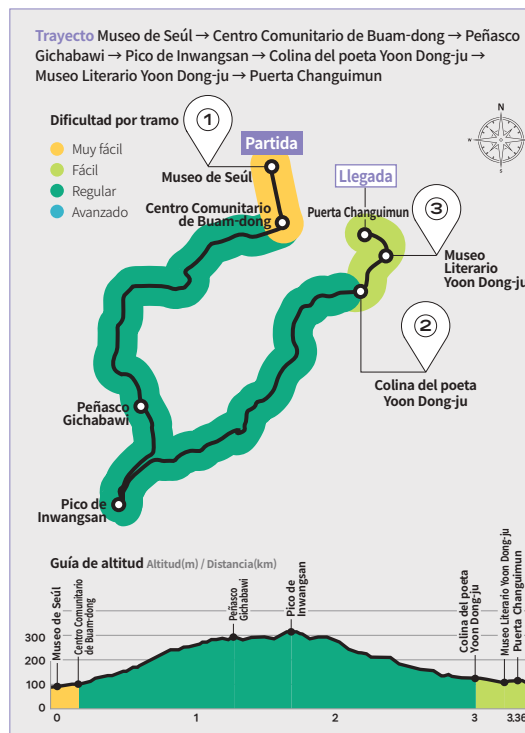 Trayecto Museo de Seúl → Centro Comunitario de Buam-dong → Peñasco
Gichabawi → Pico de Inwangsan → Colina del poeta Yoon Dong-ju →
Museo Literario Yoon Dong-ju → Puerta Changuimun
Dificultad por tramo
Muy fácil
Fácil
Regular
Avanzado
1
Partida
Museo de Seúl
Centro Comunitario
de Buam-dong
Llegada
Puerta Changuimun
3
Museo
Literario
Yoon Dong-ju
2
Colina del poeta
Yoon Dong-ju
Peñasco
Gichabawi
Pico de
Inwangsan
N
W
E
S
Guía de altitud Altitud(m) / Distancia(km)
Museo de Seúl
Centro Comunitario
de Buam-dong
Peñasco
Gichabawi
Pico de
Inwangsan
Colina del poeta
Yoon Dong-ju
Museo Literario Yoon Dong-ju
Puerta Changuimun
300
200
100
0
0
1
2
3
3.36